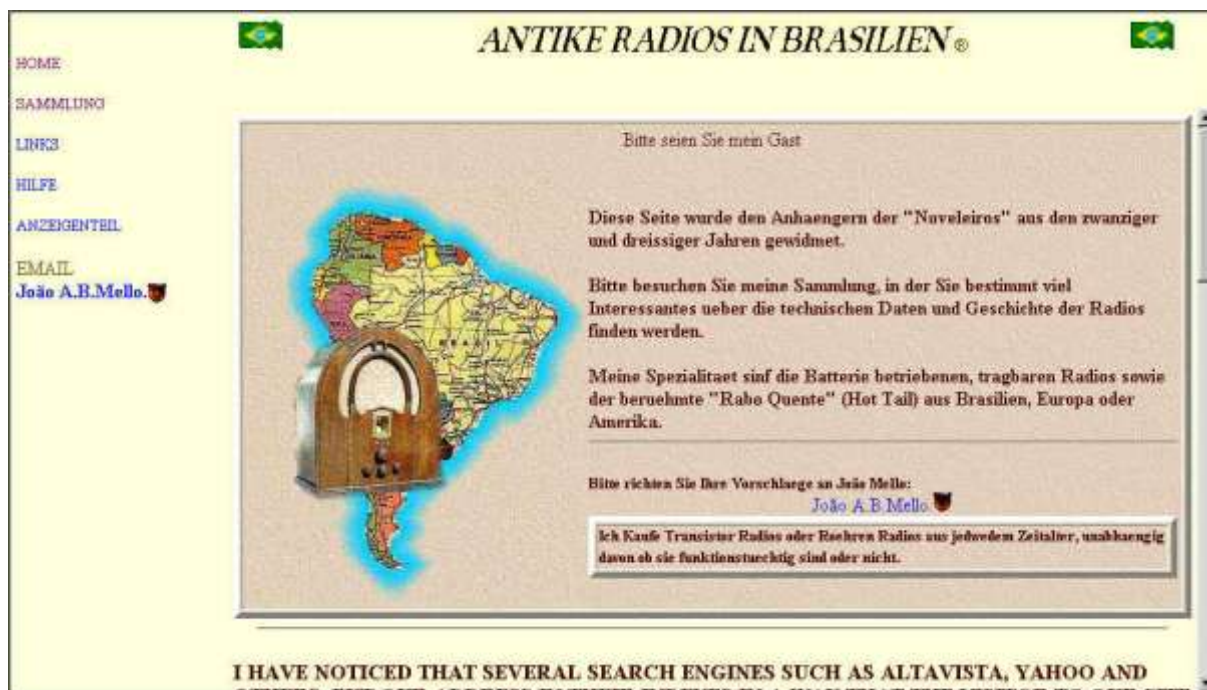 ANTIKE RADIOS IN BRASILIEN ®
HOME
SAMMLUNG
LINKS
HILFE
ANZEIGENTEIL
EMAIL
João A.B.Mello.
Bitte seien Sie mein Gast
Diese Seite wurde den Anhaengern der "Noveleiros" aus den zwanziger
und dreissiger Jahren gewidmet.
Bitte besuchen Sie meine Sammlung, in der Sie bestimmt viel
Interessantes ueber die technischen Daten und Geschichte der Radios
finden werden.
Meine Spezialitaet sinf die Batterie betriebenen, tragbaren Radios sowie
der beruehmte "Rabo Quente" (Hot Tail) aus Brasilien, Europa oder
Amerika.
BRASIL
Bitte richten Sie Ihre Vorschlaege an João Mello:
João A.B.Mello.
Ich Kaufe Transistor Radios oder Roehren Radios aus jedwedem Zeitalter, unabhaengig
davon ob sie funktionstuechtig sind oder nicht.
I HAVE NOTICED THAT SEVERAL SEARCH ENGINES SUCH AS ALTAVISTA, YAHOO AND